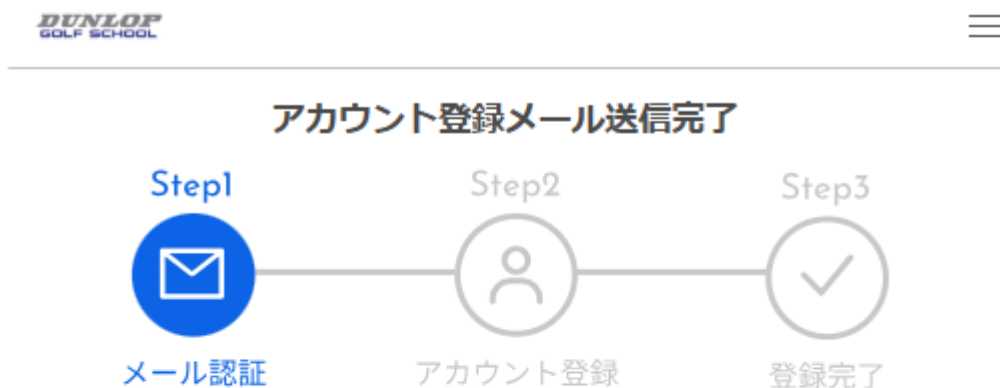 DUNLOP
GOLF SCHOOL
アカウント登録メール送信完了
Step1
Step2
Step3
メール認証
アカウント登録
登録完了